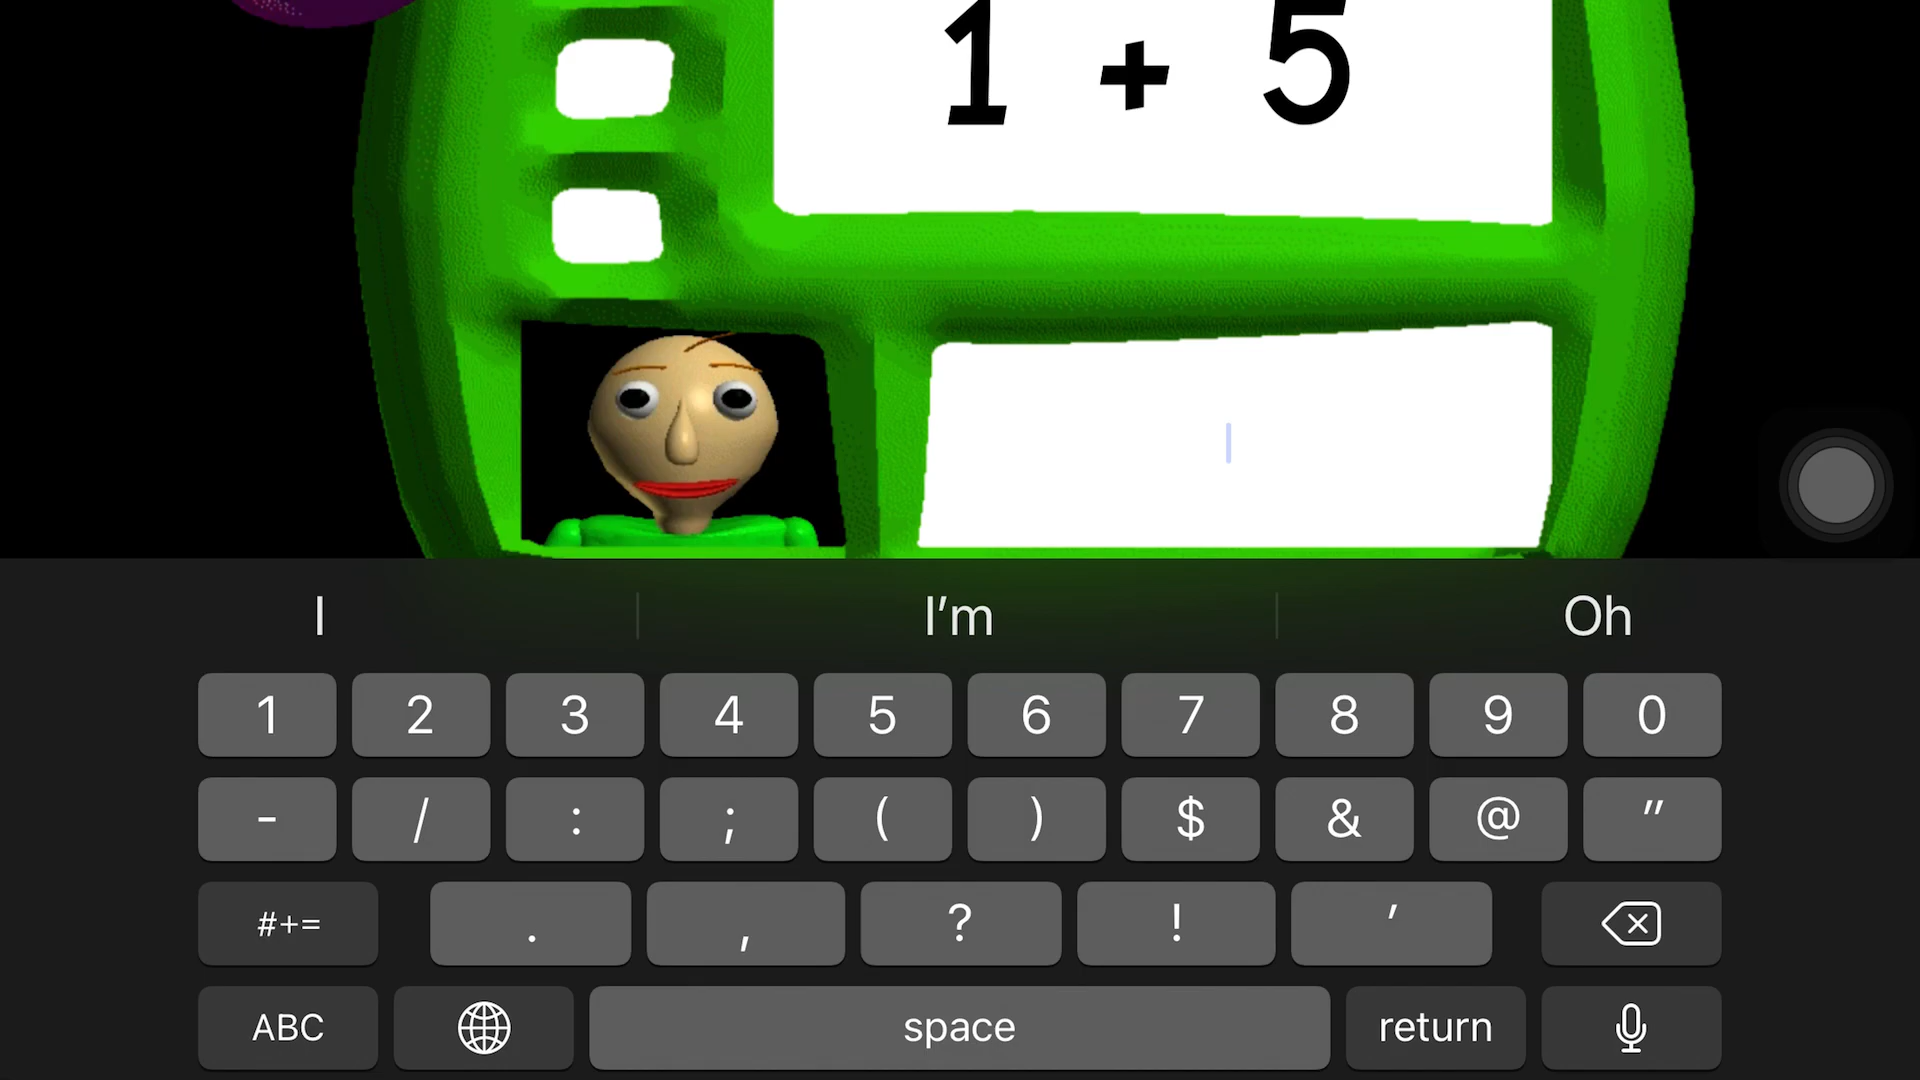 1 + 5
I I'm Oh
1 2 3 4 5 6 7 8 9 0
- / : ; ( ) $ & @ "
#+= . , ? ! '
ABC space return